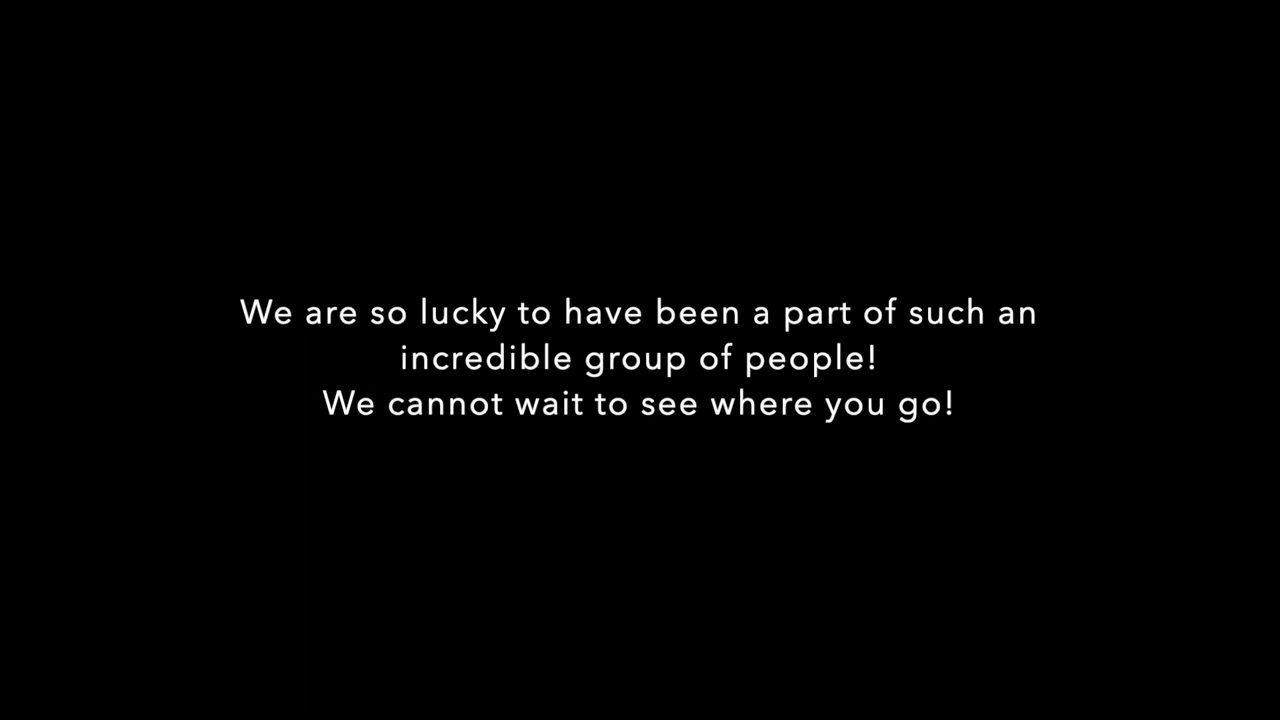 We are so lucky to have been a part of such an
incredible group of people!
We cannot wait to see where you go!